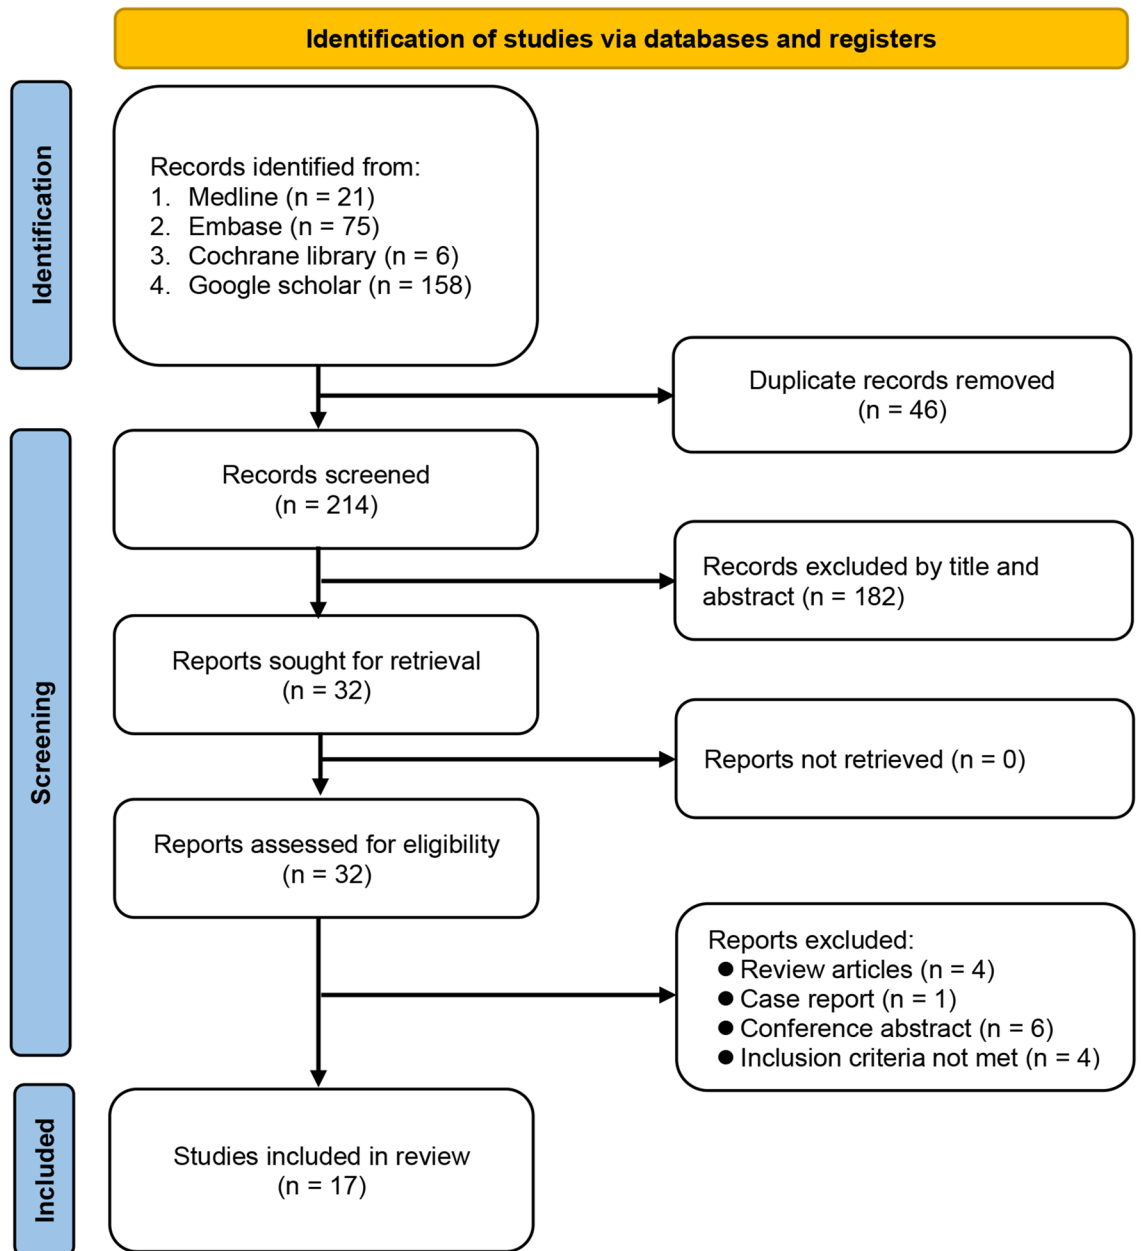 Identification of studies via databases and registers
Identification
Records identified from:
1. Medline (n = 21)
2. Embase (n = 75)
3. Cochrane library (n = 6)
4. Google scholar (n = 158)
Duplicate records removed
(n = 46)
Screening
Records screened
(n = 214)
Records excluded by title and
abstract (n = 182)
Reports sought for retrieval
(n = 32)
Reports not retrieved (n = 0)
Reports assessed for eligibility
(n = 32)
Reports excluded:
● Review articles (n = 4)
● Case report (n = 1)
● Conference abstract (n = 6)
● Inclusion criteria not met (n = 4)
Included
Studies included in review
(n = 17)